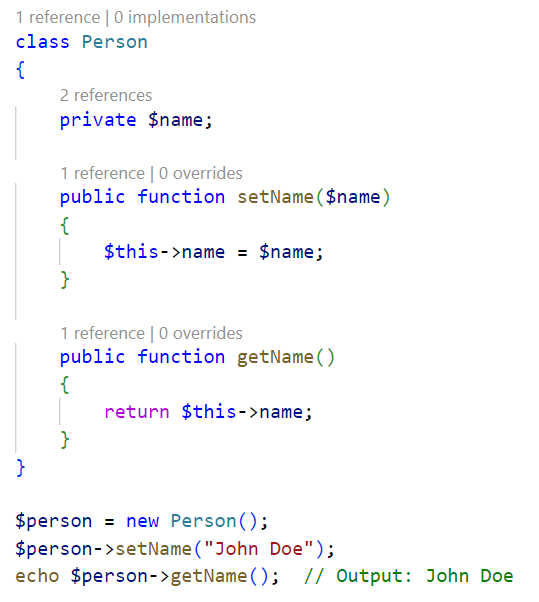 1 reference | 0 implementations
class Person
{
2 references
private $name;
1 reference | 0 overrides
public function setName($name)
{
$this->name = $name;
}
1 reference | 0 overrides
public function getName()
{
return $this->name;
}
}
$person = new Person();
$person->setName("John Doe");
echo $person->getName();  // Output: John Doe